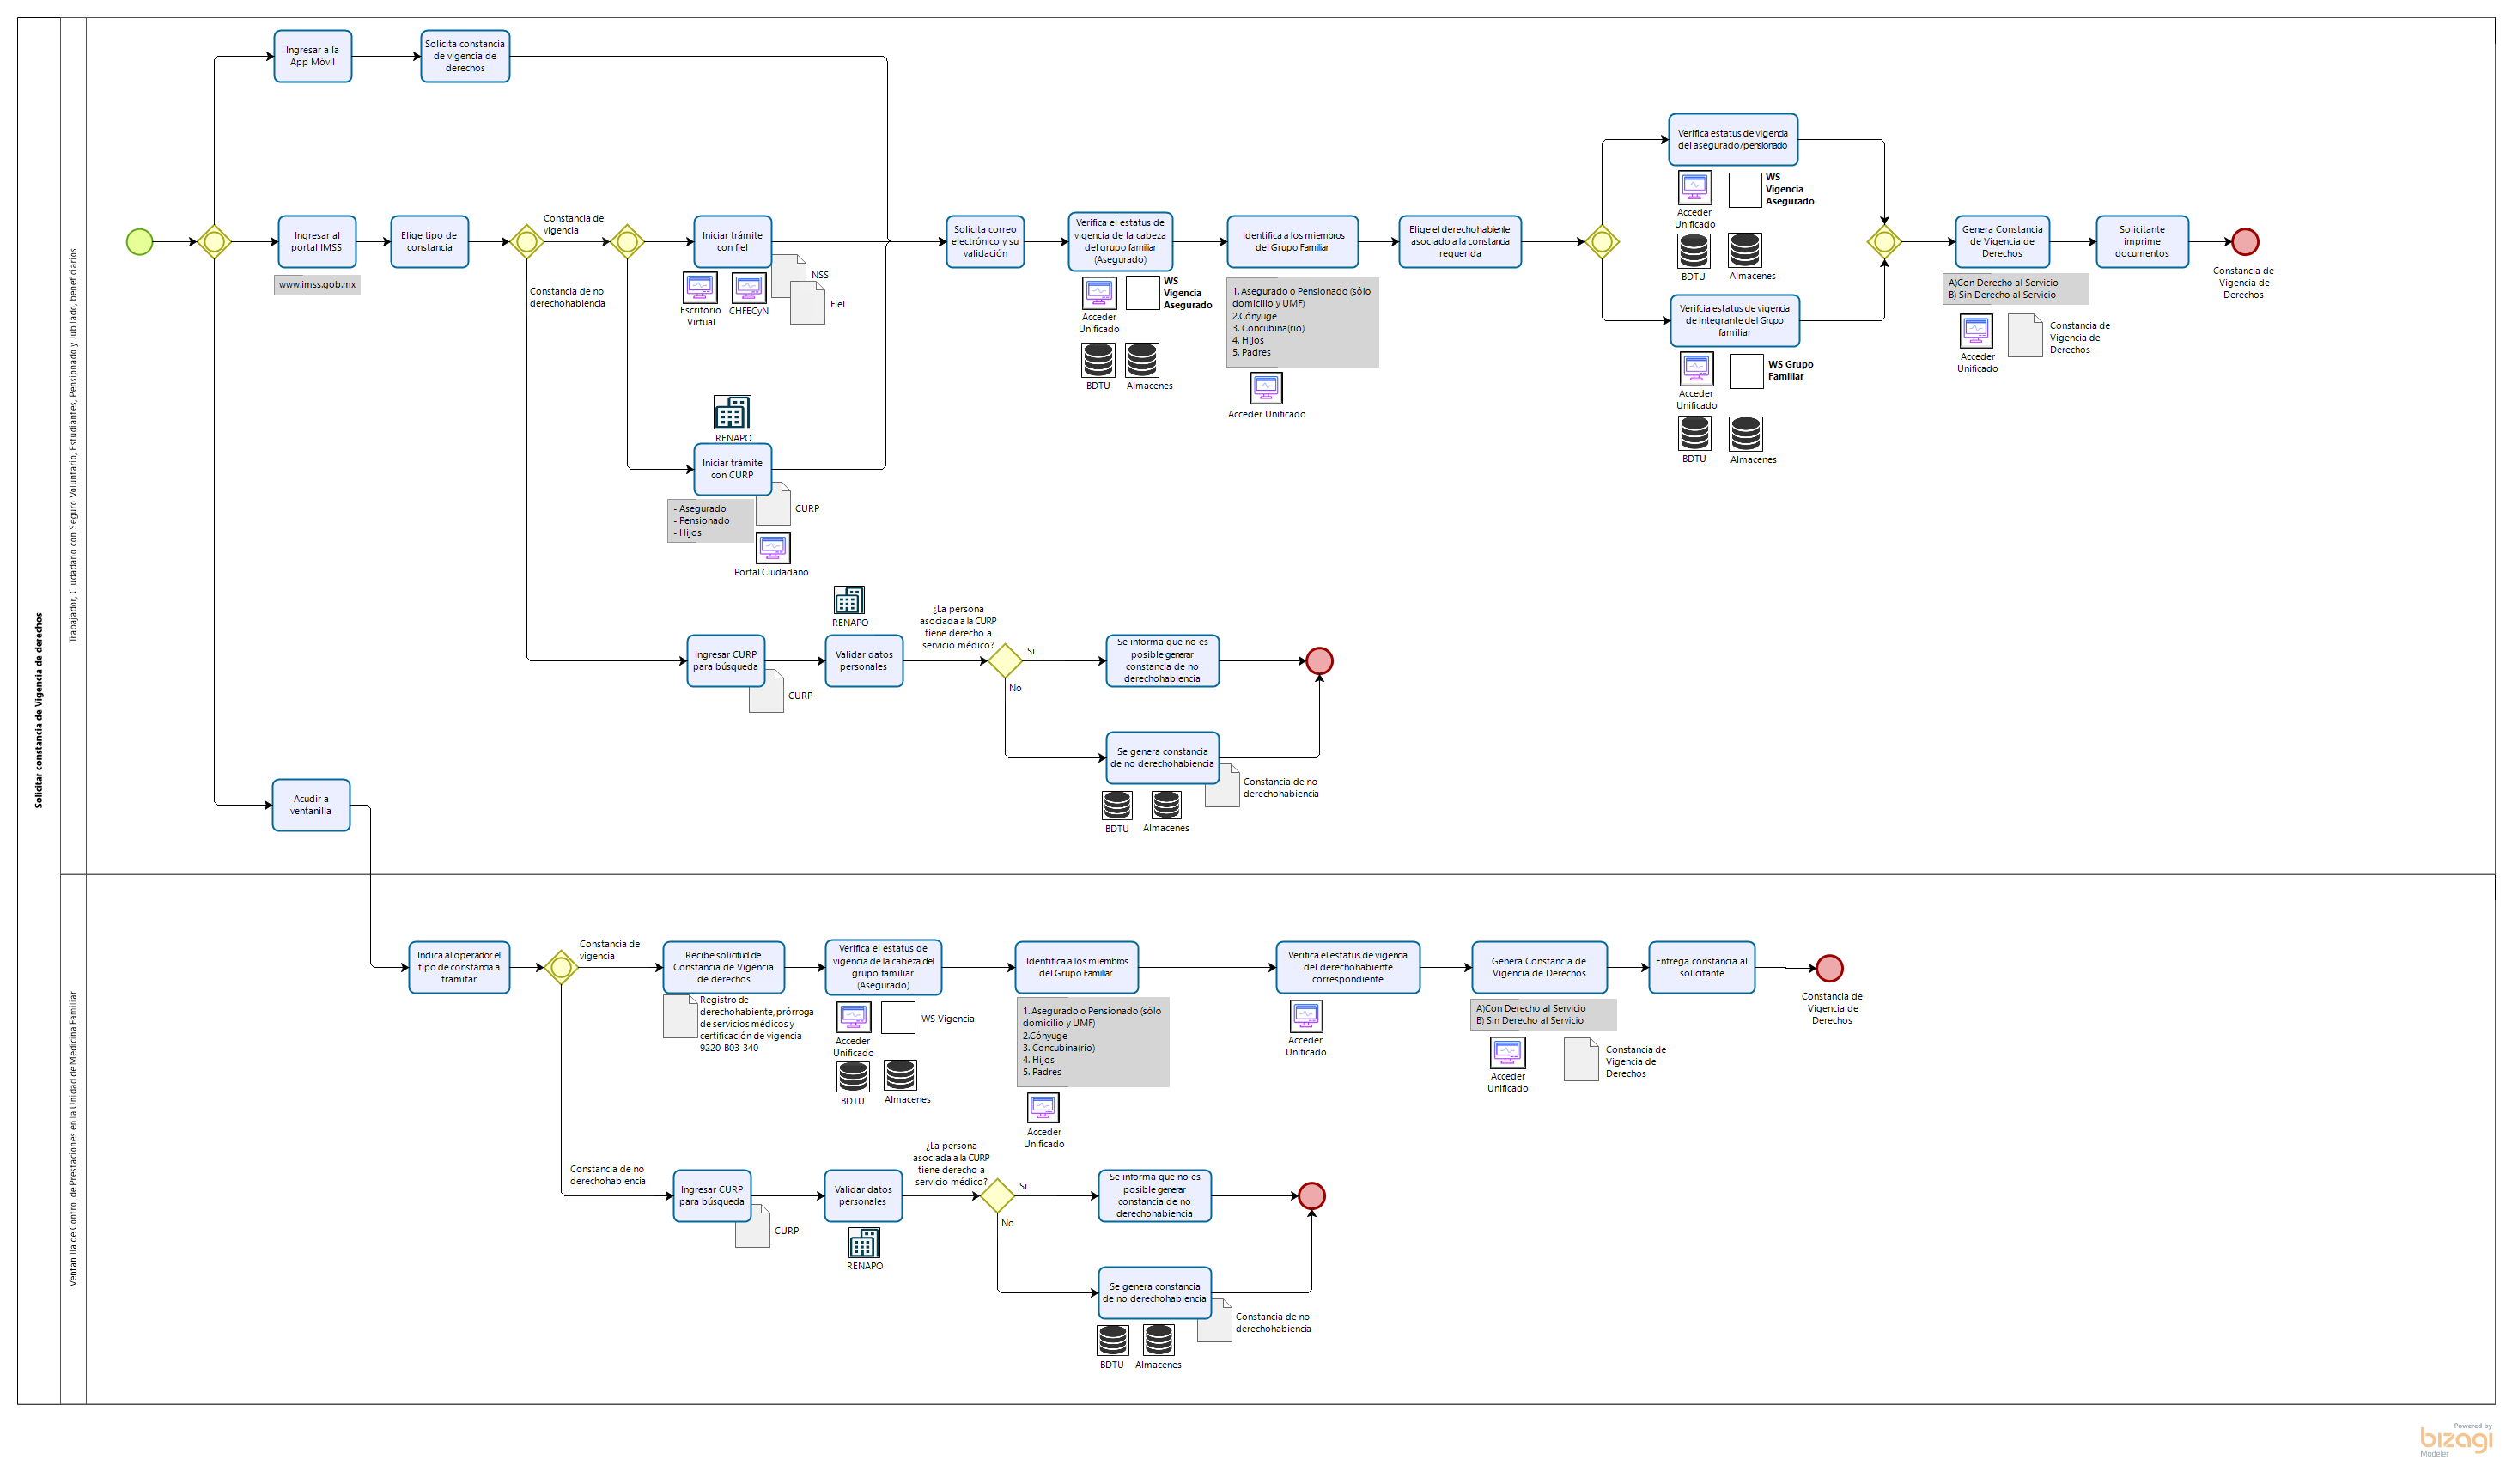 Solicitar constancia de Vigencia de derechos
Trabajador, Ciudadano con Seguro Voluntario, Estudiantes, Pensionado y Jubilado, beneficiarios
Ingresar a la
App Móvil
Solicita constancia
de vigencia de
derechos
Ingresar al
portal IMSS
www.imss.gob.mx
Elige tipo de
constancia
Constancia de
vigencia
Constancia de no
derechohabiencia
Iniciar trámite
con fiel
NSS
Fiel
Escritorio
Virtual
CHFECyN
RENAPO
Iniciar trámite
con CURP
- Asegurado
- Pensionado
- Hijos
CURP
Portal Ciudadano
Solicita correo
electrónico y su
validación
Verifica el estatus de
vigencia de la cabeza
del grupo familiar
(Asegurado)
Acceder
Unificado
WS
Vigencia
Asegurado
BDTU
Almacenes
Identifica a los miembros
del Grupo Familiar
1. Asegurado o Pensionado (sólo
domicilio y UMF)
2.Cónyuge
3. Concubina(rio)
4. Hijos
5. Padres
Acceder Unificado
Elige el derechohabiente
asociado a la constancia
requerida
Verifica estatus de vigencia
del asegurado/pensionado
Acceder
Unificado
WS
Vigencia
Asegurado
BDTU
Almacenes
Verifcia estatus de vigencia
de integrante del Grupo
familiar
Acceder
Unificado
WS Grupo
Familiar
BDTU
Almacenes
Genera Constancia
de Vigencia de
Derechos
A)Con Derecho al Servicio
B) Sin Derecho al Servicio
Acceder
Unificado
Constancia de
Vigencia de
Derechos
Solicitante
imprime
documentos
Constancia de
Vigencia de
Derechos
Ingresar CURP
para búsqueda
CURP
RENAPO
Validar datos
personales
¿La persona
asociada a la CURP
tiene derecho a
servicio médico?
Si
No
Se informa que no es
posible generar
constancia de no
derechohabiencia
Se genera constancia
de no derechohabiencia
Constancia de no
derechohabiencia
BDTU
Almacenes
Acudir a
ventanilla
Ventanilla de Control de Prestaciones en la Unidad de Medicina Familiar
Indica al operador el
tipo de constancia a
tramitar
Constancia de
vigencia
Constancia de no
derechohabiencia
Recibe solicitud de
Constancia de Vigencia
de derechos
Registro de
derechohabiente, prórroga
de servicios médicos y
certificación de vigencia
9220-B03-340
Verifica el estatus de
vigencia de la cabeza del
grupo familiar
(Asegurado)
Acceder
Unificado
WS Vigencia
BDTU
Almacenes
Identifica a los miembros
del Grupo Familiar
1. Asegurado o Pensionado (sólo
domicilio y UMF)
2.Cónyuge
3. Concubina(rio)
4. Hijos
5. Padres
Acceder
Unificado
Verifica el estatus de vigencia
del derechohabiente
correspondiente
Acceder
Unificado
Genera Constancia de
Vigencia de Derechos
A)Con Derecho al Servicio
B) Sin Derecho al Servicio
Acceder
Unificado
Constancia de
Vigencia de
Derechos
Entrega constancia al
solicitante
Constancia de
Vigencia de
Derechos
Ingresar CURP
para búsqueda
CURP
Validar datos
personales
RENAPO
¿La persona
asociada a la CURP
tiene derecho a
servicio médico?
Si
No
Se informa que no es
posible generar
constancia de no
derechohabiencia
Se genera constancia
de no derechohabiencia
Constancia de no
derechohabiencia
BDTU
Almacenes
Powered by
bizagi
Modeler